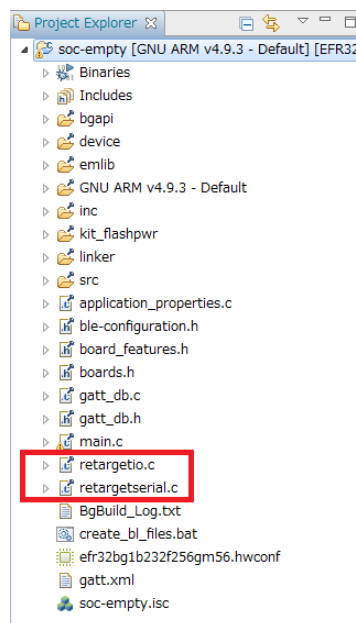 Project Explorer
soc-empty [GNU ARM v4.9.3 - Default] [EFR32
Binaries
Includes
bgapi
device
emlib
GNU ARM v4.9.3 - Default
inc
kit_flashpwr
linker
src
application_properties.c
ble-configuration.h
board_features.h
boards.h
gatt_db.c
gatt_db.h
main.c
retargetio.c
retargetserial.c
BgBuild_Log.txt
create_bl_files.bat
efr32bg1b232f256gm56.hwconf
gatt.xml
soc-empty.isc